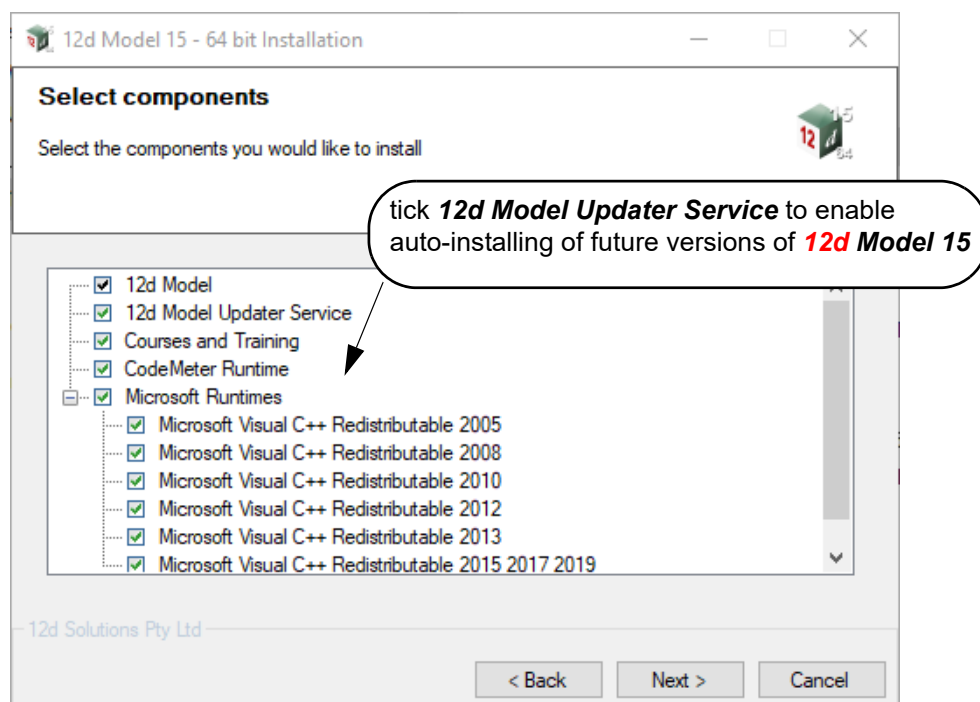 12d Model 15 - 64 bit Installation
Select components
Select the components you would like to install
15
12 d
64
tick 12d Model Updater Service to enable
auto-installing of future versions of 12d Model 15
12d Model
12d Model Updater Service
Courses and Training
CodeMeter Runtime
Microsoft Runtimes
Microsoft Visual C++ Redistributable 2005
Microsoft Visual C++ Redistributable 2008
Microsoft Visual C++ Redistributable 2010
Microsoft Visual C++ Redistributable 2012
Microsoft Visual C++ Redistributable 2013
Microsoft Visual C++ Redistributable 2015 2017 2019
12d Solutions Pty Ltd
< Back Next > Cancel